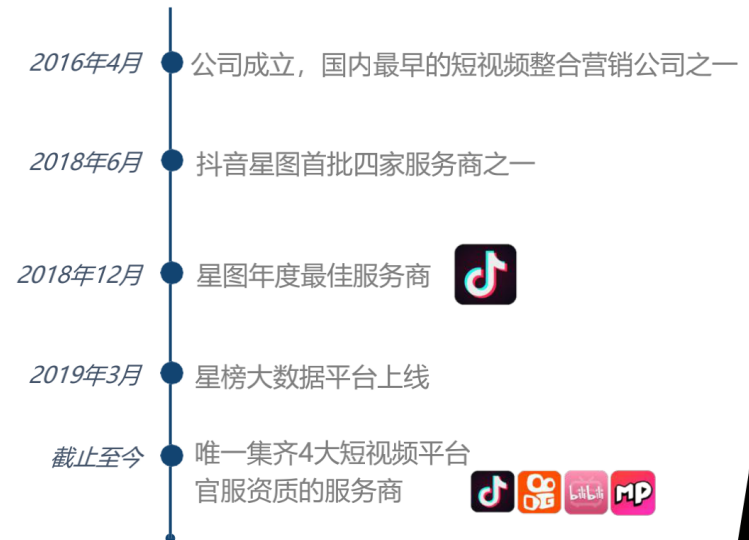 2016年4月 公司成立，国内最早的短视频整合营销公司之一
2018年6月 抖音星图首批四家服务商之一
2018年12月 星图年度最佳服务商
2019年3月 星榜大数据平台上线
截止至今 唯一集齐4大短视频平台
官服资质的服务商
bilibili MP